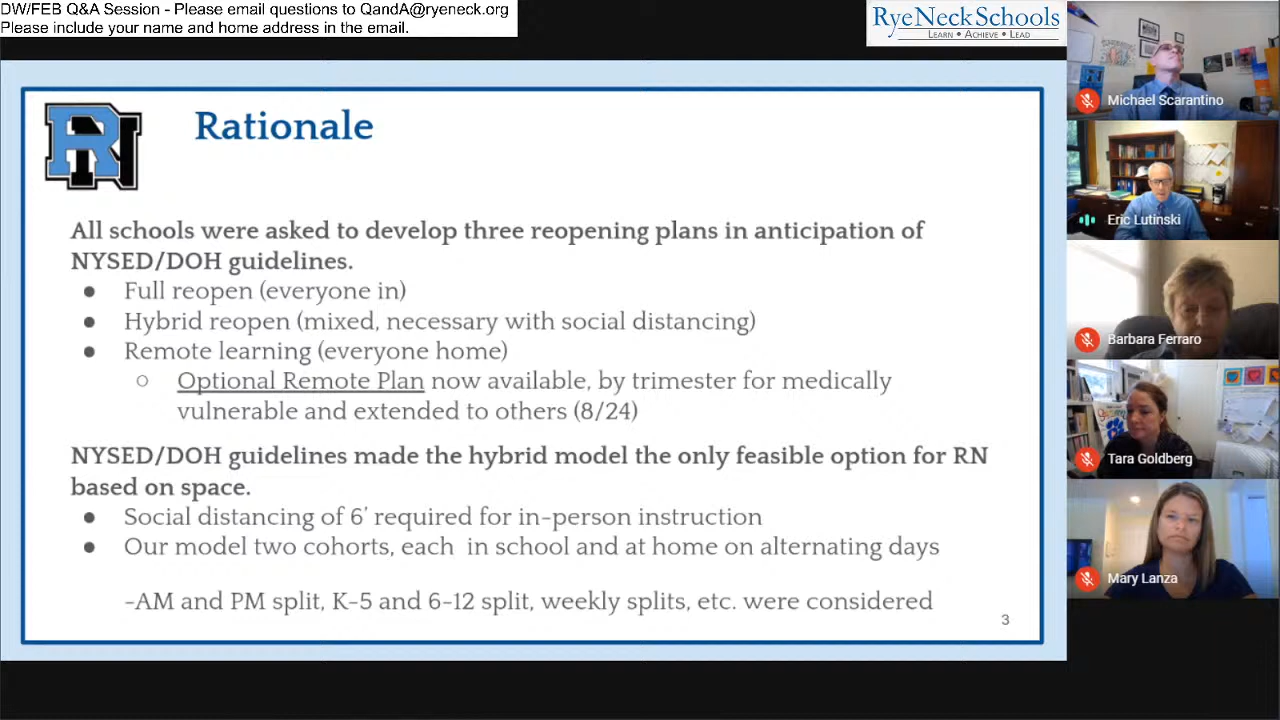 DW/FEB Q&A Session - Please email questions to QandA@ryeneck.org
Please include your name and home address in the email.
RyeNeckSchools
LEARN • ACHIEVE • LEAD
RN
Rationale
All schools were asked to develop three reopening plans in anticipation of
NYSED/DOH guidelines.
● Full reopen (everyone in)
● Hybrid reopen (mixed, necessary with social distancing)
● Remote learning (everyone home)
○ Optional Remote Plan now available, by trimester for medically
vulnerable and extended to others (8/24)
NYSED/DOH guidelines made the hybrid model the only feasible option for RN
based on space.
● Social distancing of 6' required for in-person instruction
● Our model two cohorts, each in school and at home on alternating days
-AM and PM split, K-5 and 6-12 split, weekly splits, etc. were considered
3
Michael Scarantino
Eric Lutinski
Barbara Ferraro
Tara Goldberg
Mary Lanza